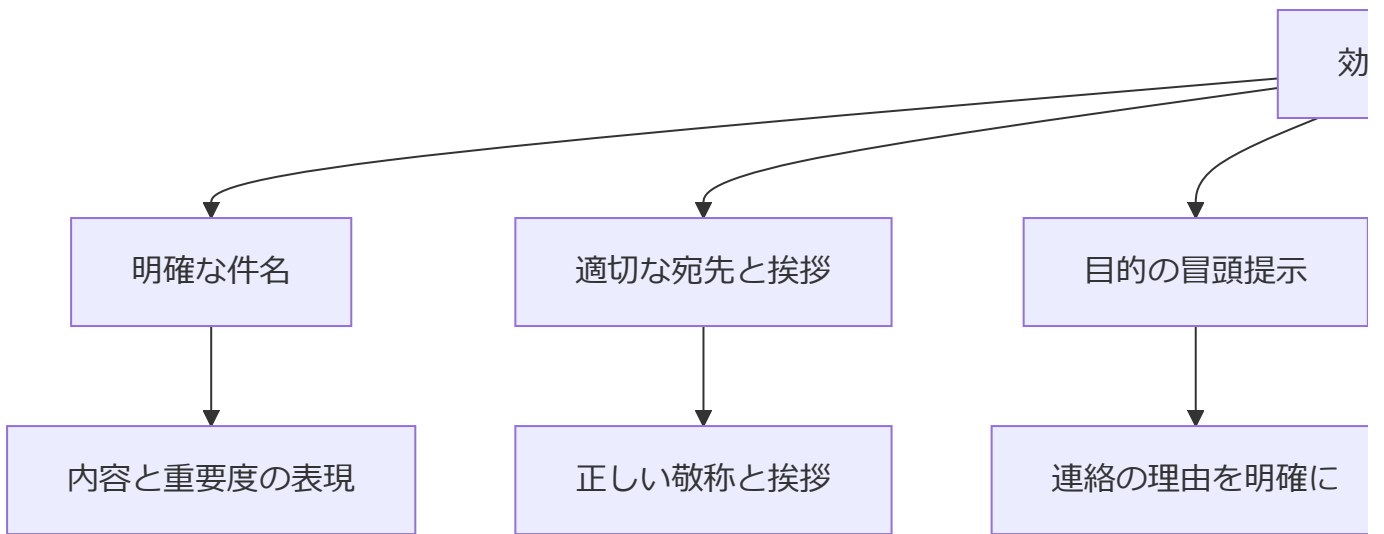 効
明確な件名
適切な宛先と挨拶
目的の冒頭提示
内容と重要度の表現
正しい敬称と挨拶
連絡の理由を明確に